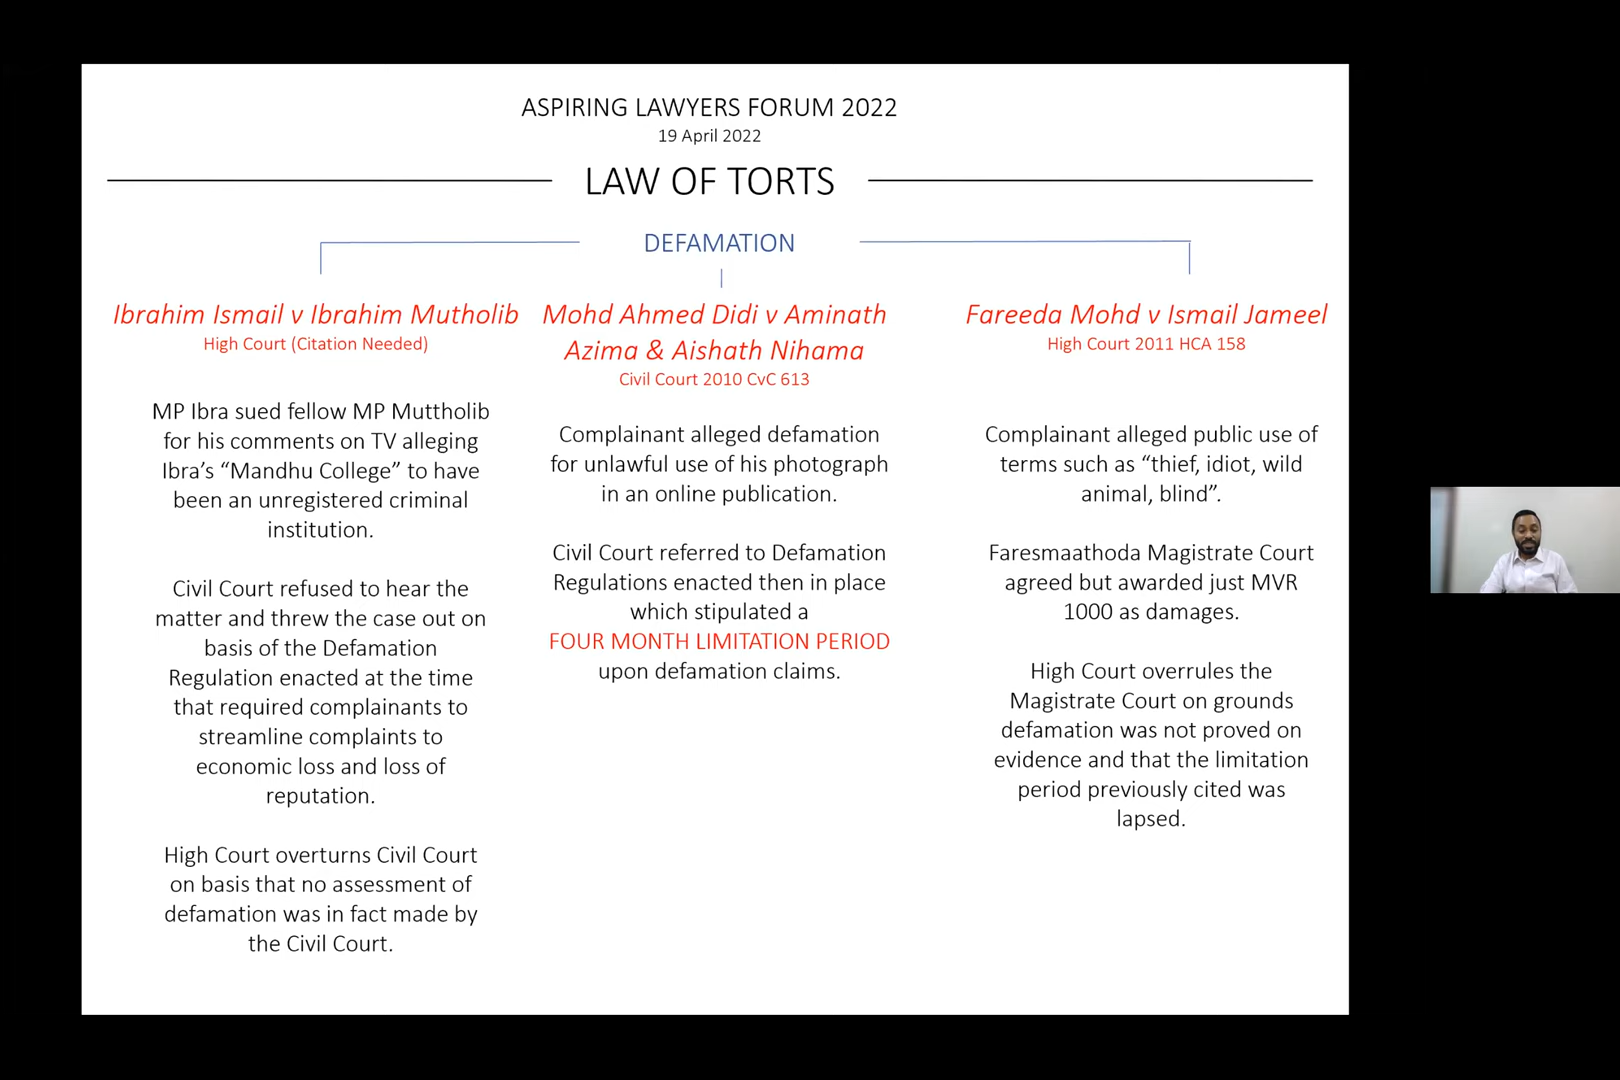 ASPIRING LAWYERS FORUM 2022
19 April 2022
LAW OF TORTS
DEFAMATION
Ibrahim Ismail v Ibrahim Mutholib
High Court (Citation Needed)
MP Ibra sued fellow MP Muttholib
for his comments on TV alleging
Ibra’s “Mandhu College” to have
been an unregistered criminal
institution.
Civil Court refused to hear the
matter and threw the case out on
basis of the Defamation
Regulation enacted at the time
that required complainants to
streamline complaints to
economic loss and loss of
reputation.
High Court overturns Civil Court
on basis that no assessment of
defamation was in fact made by
the Civil Court.
Mohd Ahmed Didi v Aminath
Azima & Aishath Nihama
Civil Court 2010 CvC 613
Complainant alleged defamation
for unlawful use of his photograph
in an online publication.
Civil Court referred to Defamation
Regulations enacted then in place
which stipulated a
FOUR MONTH LIMITATION PERIOD
upon defamation claims.
Fareeda Mohd v Ismail Jameel
High Court 2011 HCA 158
Complainant alleged public use of
terms such as “thief, idiot, wild
animal, blind”.
Faresmaathoda Magistrate Court
agreed but awarded just MVR
1000 as damages.
High Court overrules the
Magistrate Court on grounds
defamation was not proved on
evidence and that the limitation
period previously cited was
lapsed.